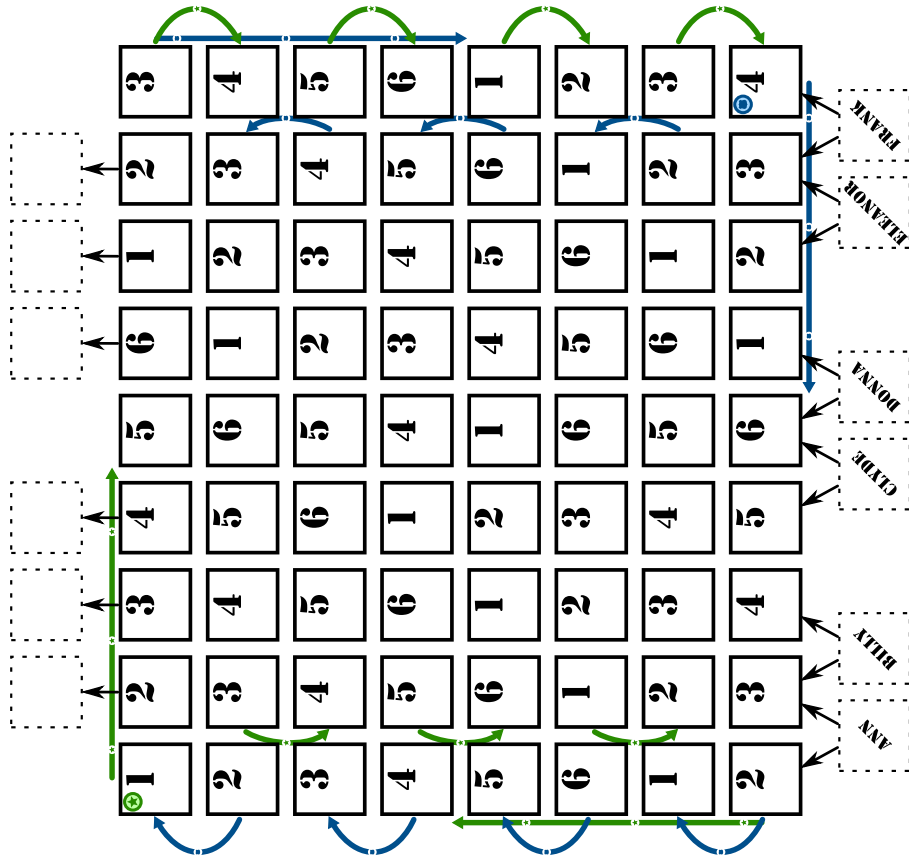 3 4 5 6 1 2 3 4
FRANK
2 3 4 5 6 1 2 3
ELEANOR
1 2 3 4 5 6 1 2
6 1 2 3 4 5 6 1
DONNA
5 6 5 4 1 6 5 6
CLYDE
4 5 6 1 2 3 4 5
3 4 5 6 1 2 3 4
BILLY
2 3 4 5 6 1 2 3
ANN
1 2 3 4 5 6 1 2